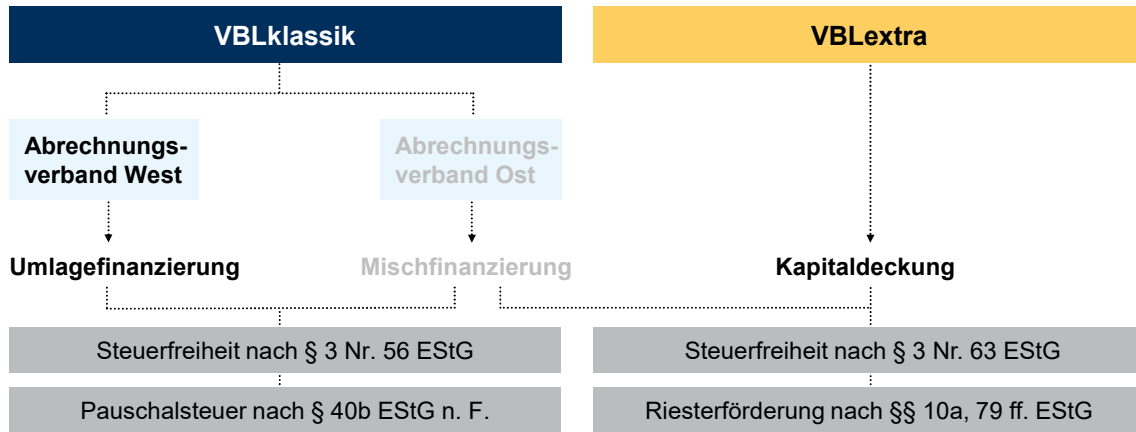 VBLklassik
VBLextra
Abrechnungs-
verband West
Abrechnungs-
verband Ost
Umlagefinanzierung
Mischfinanzierung
Kapitaldeckung
Steuerfreiheit nach § 3 Nr. 56 EStG
Steuerfreiheit nach § 3 Nr. 63 EStG
Pauschalsteuer nach § 40b EStG n. F.
Riesterförderung nach §§ 10a, 79 ff. EStG